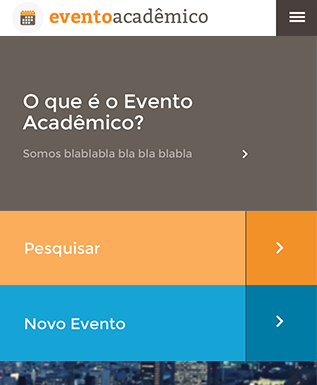 eventoacadêmico
O que é o Evento
Acadêmico?
Somos blablabla bla bla blabla
Pesquisar
Novo Evento